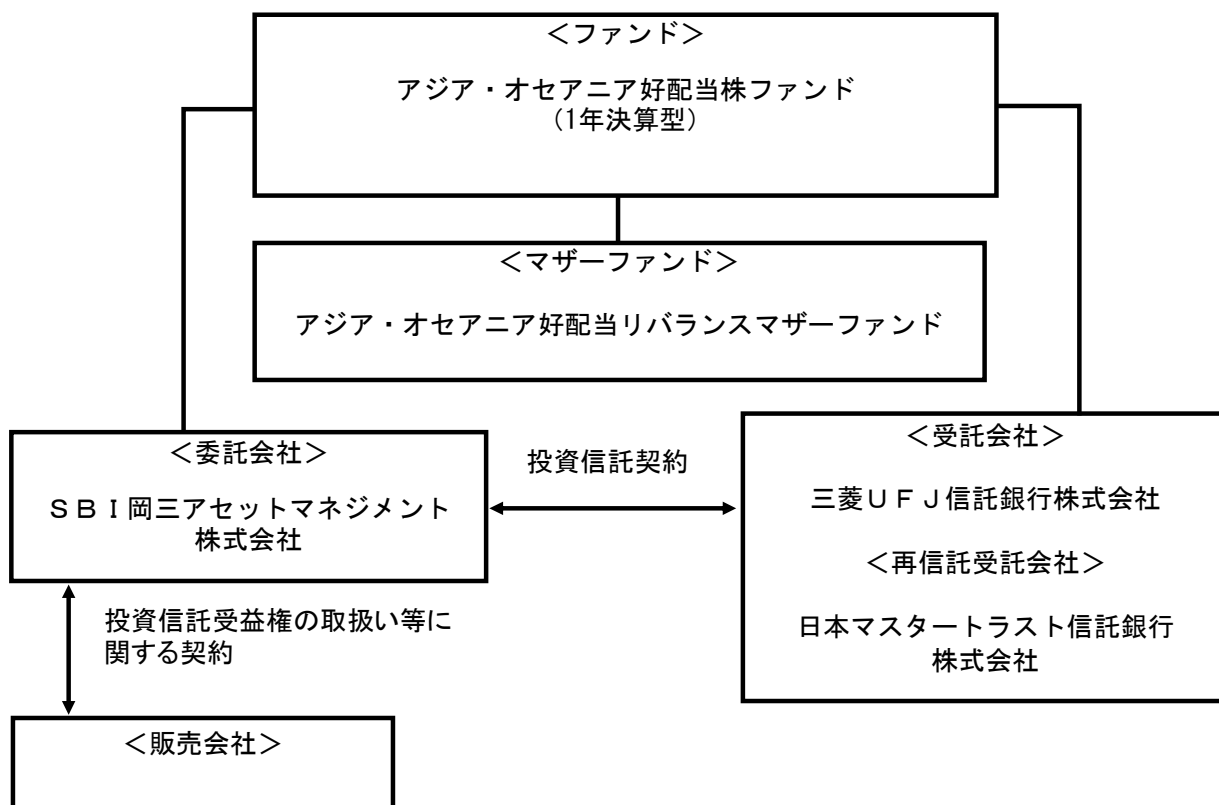 ＜ファンド＞
アジア・オセアニア好配当株ファンド
（1年決算型）
＜マザーファンド＞
アジア・オセアニア好配当リバランスマザーファンド
＜委託会社＞
ＳＢＩ岡三アセットマネジメント
株式会社
投資信託契約
＜受託会社＞
三菱ＵＦＪ信託銀行株式会社
＜再信託受託会社＞
日本マスタートラスト信託銀行
株式会社
投資信託受益権の取扱い等に
関する契約
＜販売会社＞